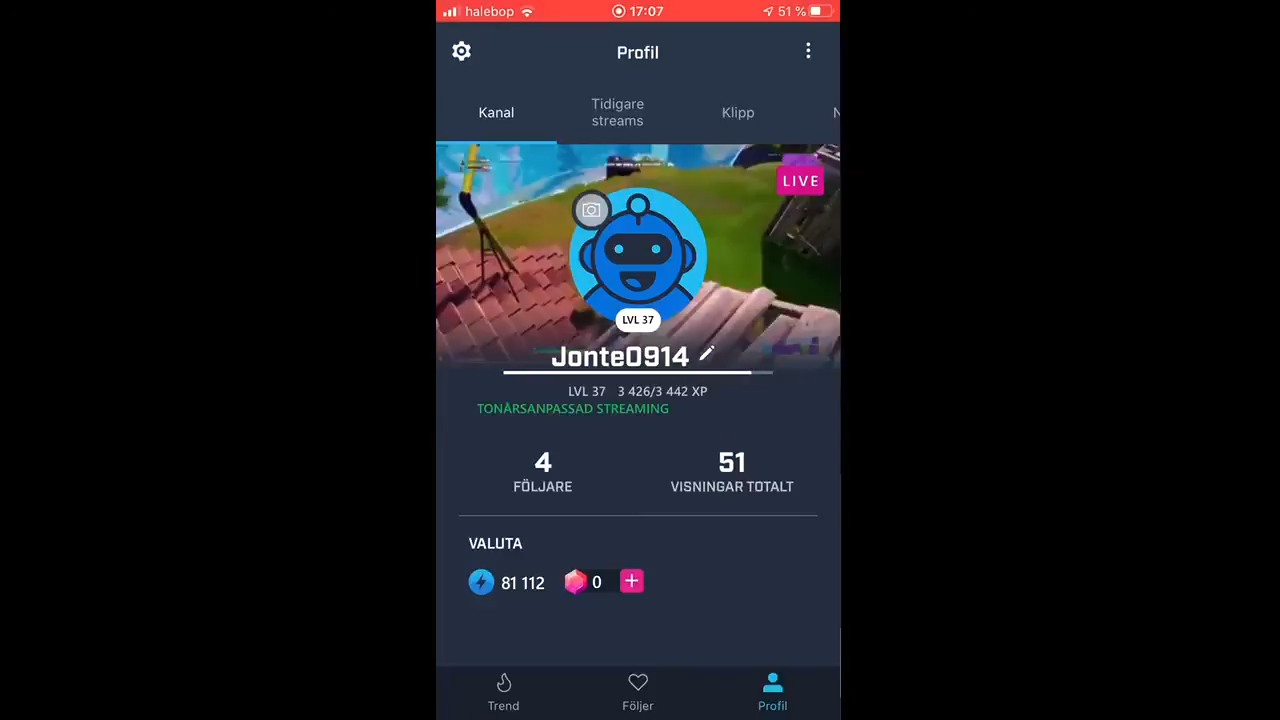 halebop 17:07 51 %
Profil
Kanal
Tidigare
streams
Klipp
N
LIVE
LVL 37
Jonte0914
LVL 37 3 426/3 442 XP
TONÅRSANPASSAD STREAMING
4
FÖLJARE
51
VISNINGAR TOTALT
VALUTA
81 112
0
+
Trend
Följer
Profil